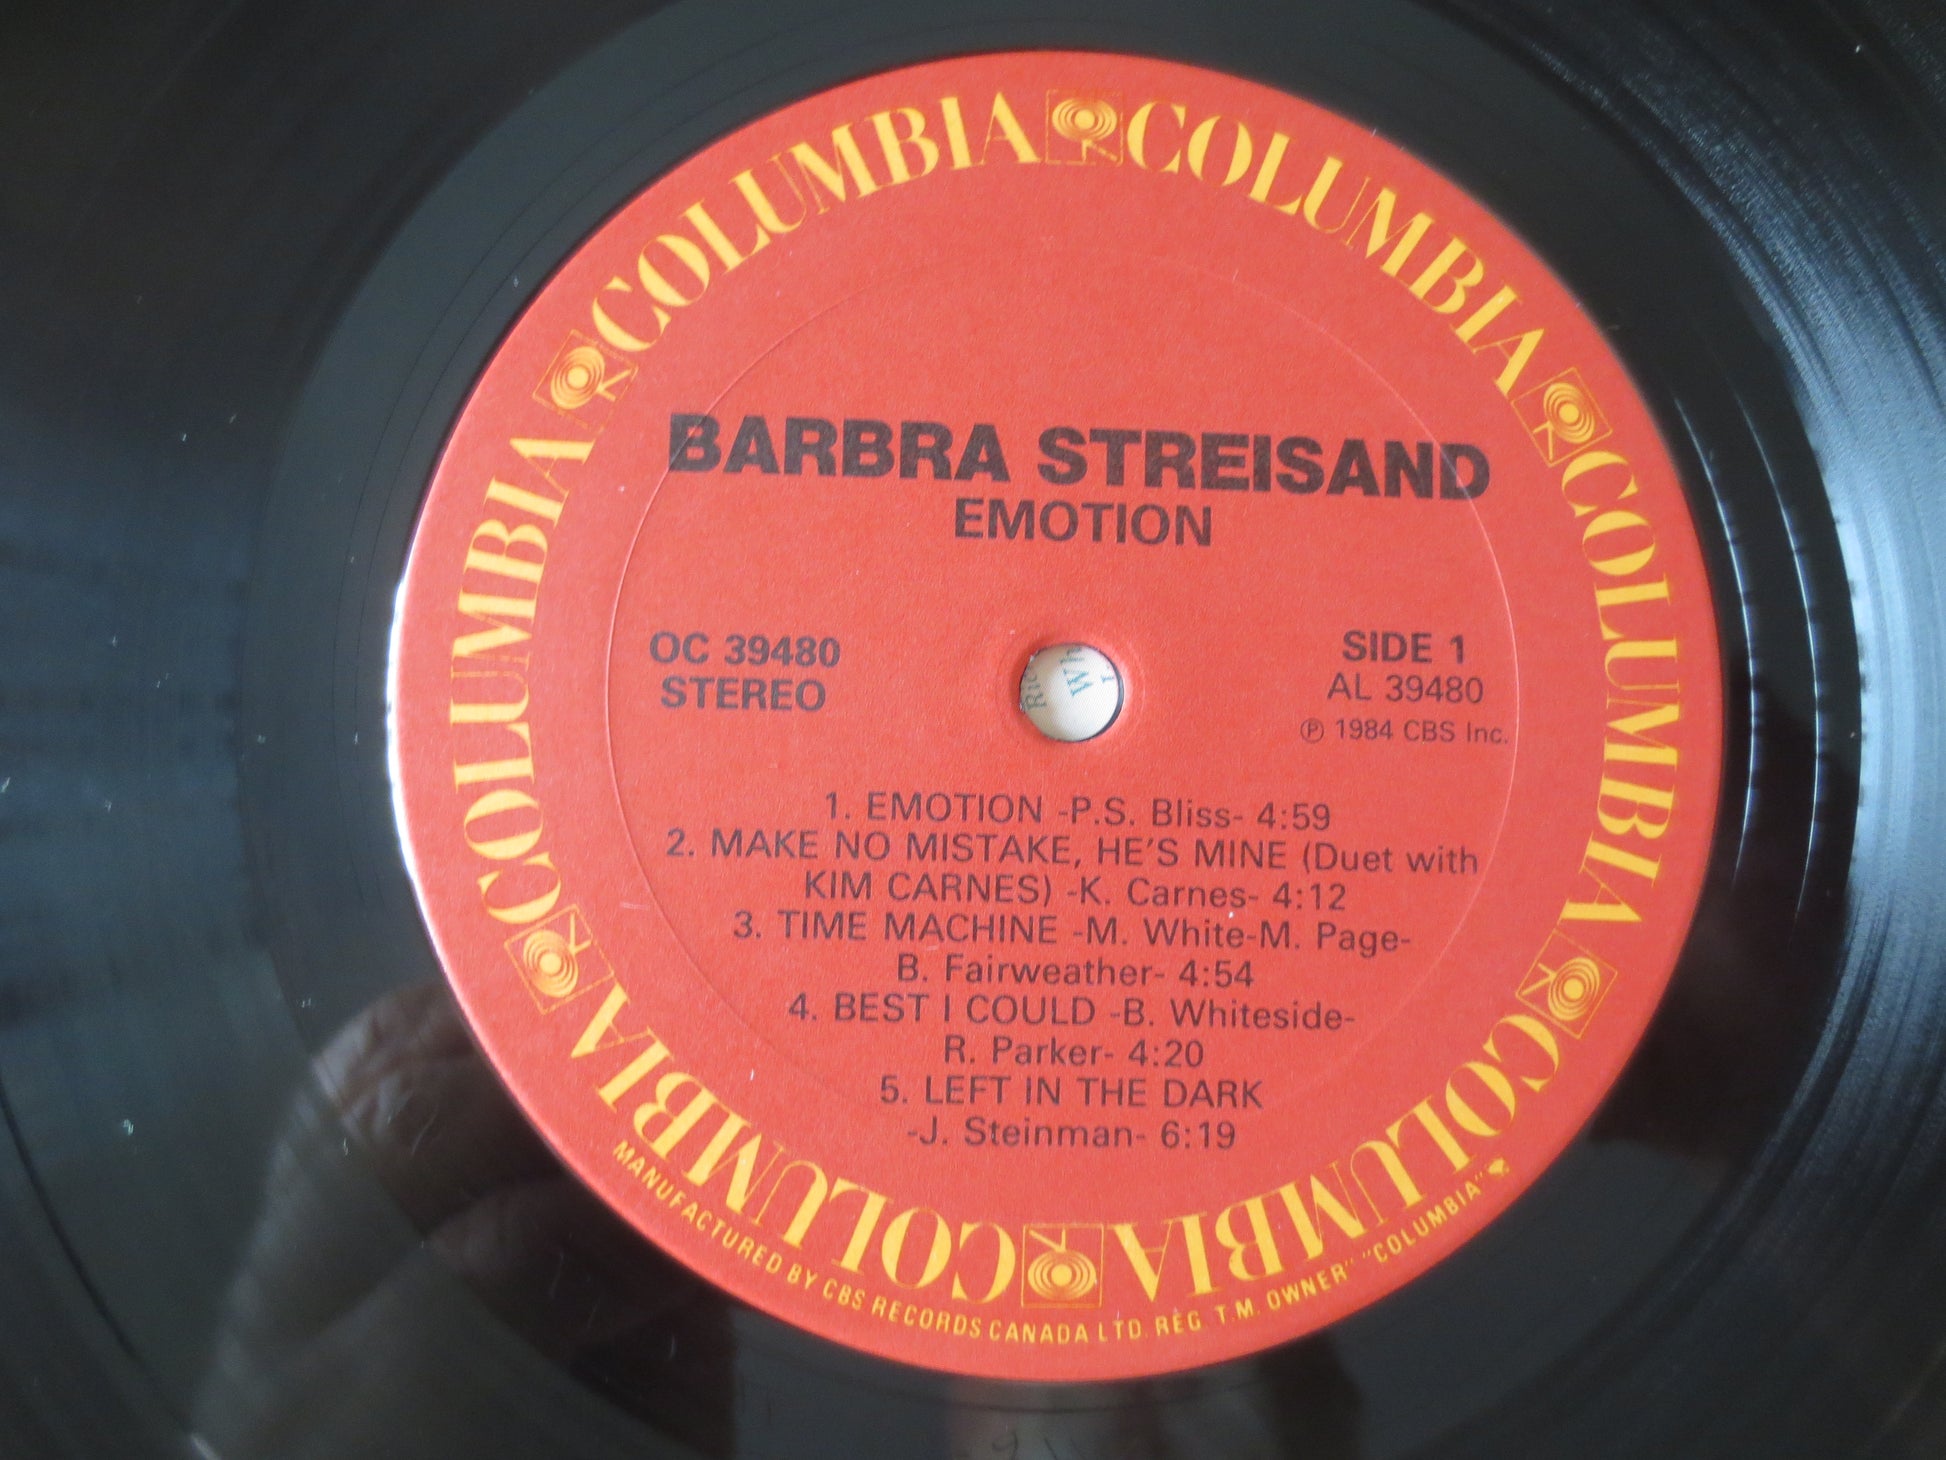 COLUMBIA COLUMBIA COLUMBIA COLUMBIA COLUMBIA COLUMBIA COLUMBIA COLUMBIA
BARBRA STREISAND
EMOTION
OC 39480
STEREO
SIDE 1
AL 39480
℗ 1984 CBS Inc.
1. EMOTION -P.S. Bliss- 4:59
2. MAKE NO MISTAKE, HE'S MINE (Duet with
KIM CARNES) -K. Carnes- 4:12
3. TIME MACHINE -M. White-M. Page-
B. Fairweather- 4:54
4. BEST I COULD -B. Whiteside-
R. Parker- 4:20
5. LEFT IN THE DARK
-J. Steinman- 6:19
MANUFACTURED BY CBS RECORDS CANADA LTD. REG. T.M. OWNER "COLUMBIA"